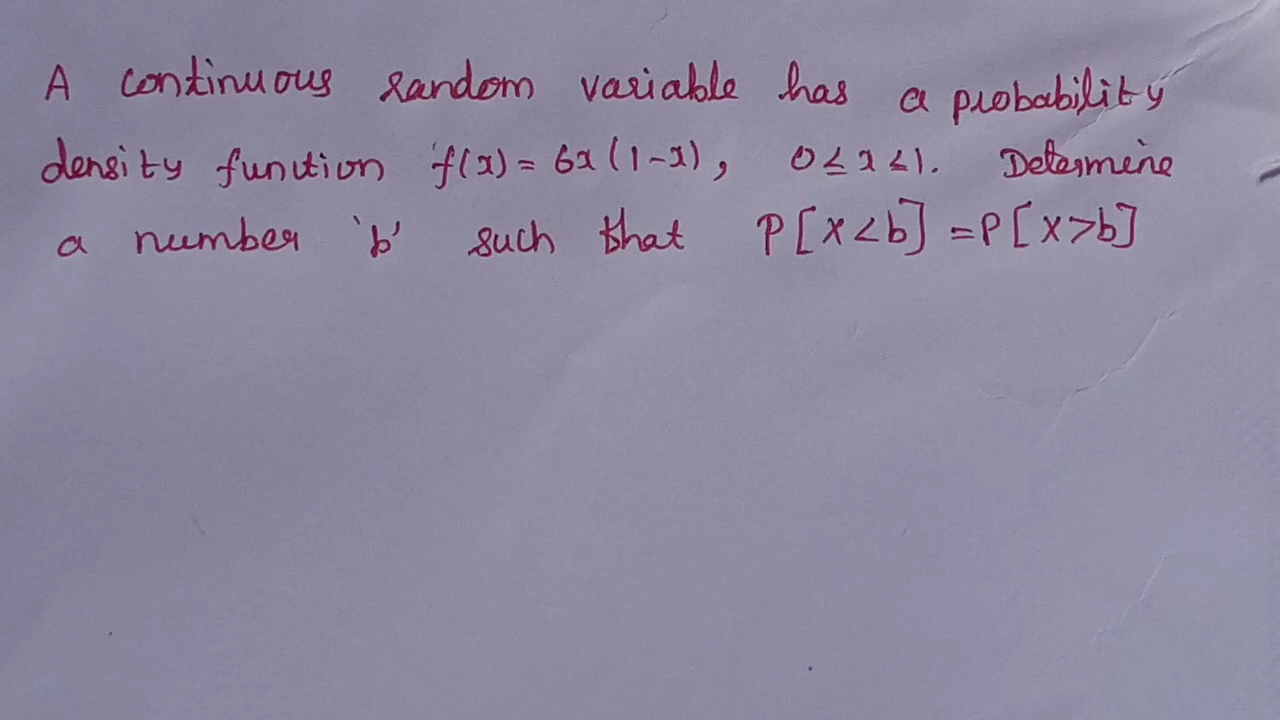 A continuous random variable has a probability
density function f(x) = 6x(1-x), 0≤x≤1. Determine
a number 'b' such that P[X<b] = P[X>b]